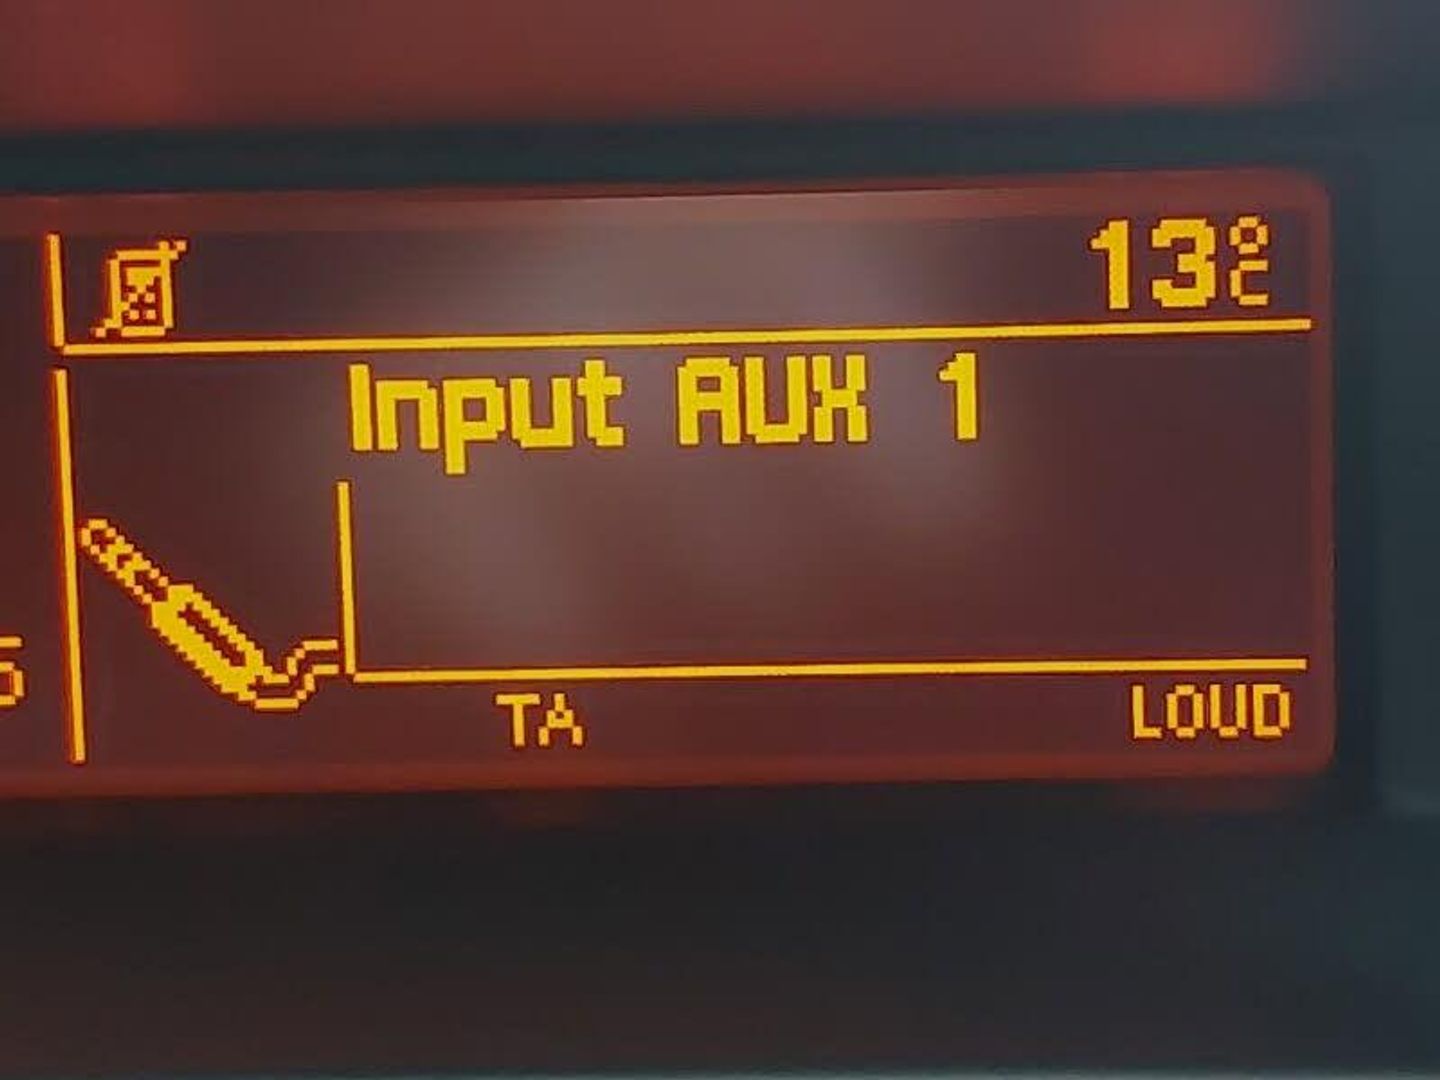 13°C
Input AUX 1
TA
LOUD